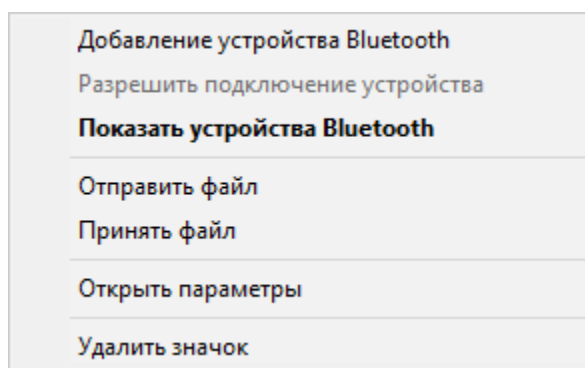 Добавление устройства Bluetooth
Разрешить подключение устройства
Показать устройства Bluetooth
Отправить файл
Принять файл
Открыть параметры
Удалить значок